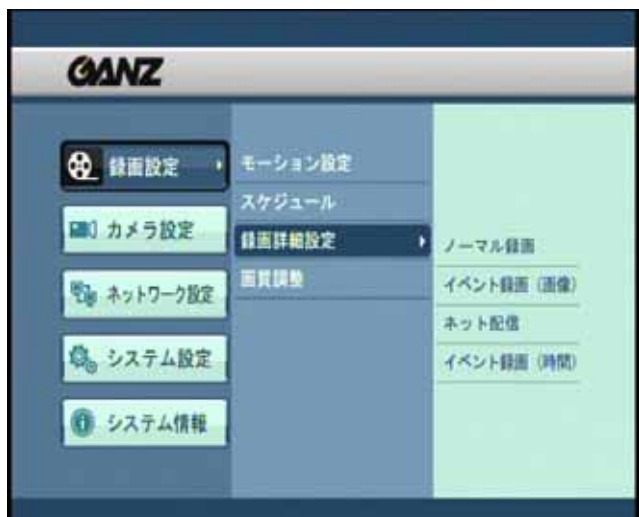 GANZ
録画設定
カメラ設定
ネットワーク設定
システム設定
システム情報
モーション設定
スケジュール
録画詳細設定
画質調整
ノーマル録画
イベント録画（画像）
ネット配信
イベント録画（時間）